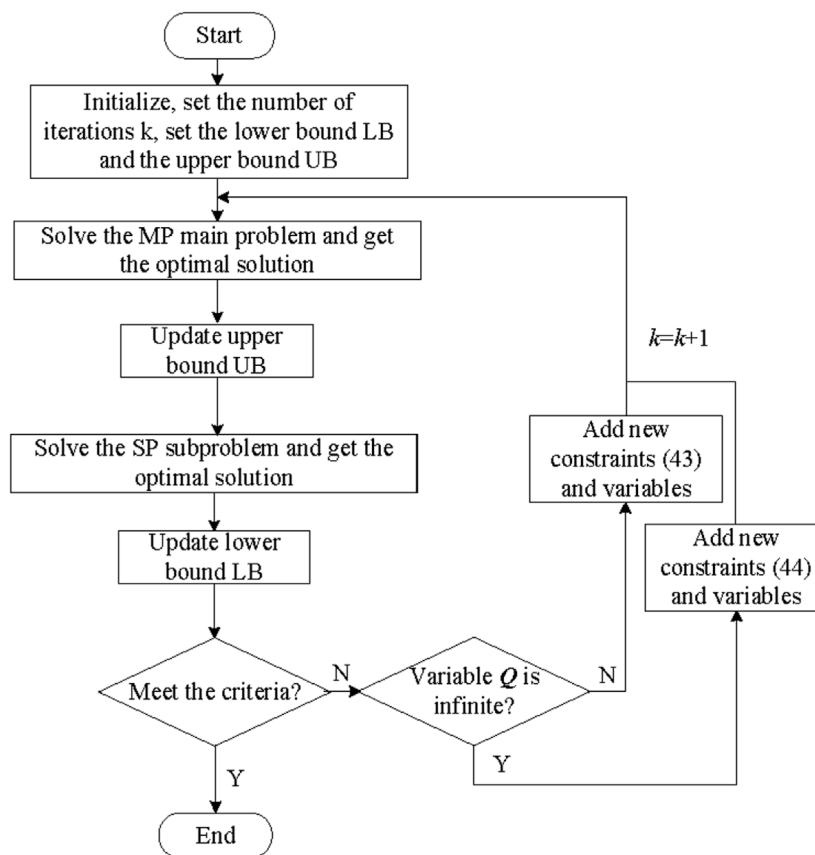 Start
Initialize, set the number of
iterations k, set the lower bound LB
and the upper bound UB
Solve the MP main problem and get
the optimal solution
Update upper
bound UB
k=k+1
Solve the SP subproblem and get the
optimal solution
Add new
constraints (43)
and variables
Update lower
bound LB
Add new
constraints (44)
and variables
Meet the criteria?
N
Variable Q is
infinite?
N
Y
Y
End